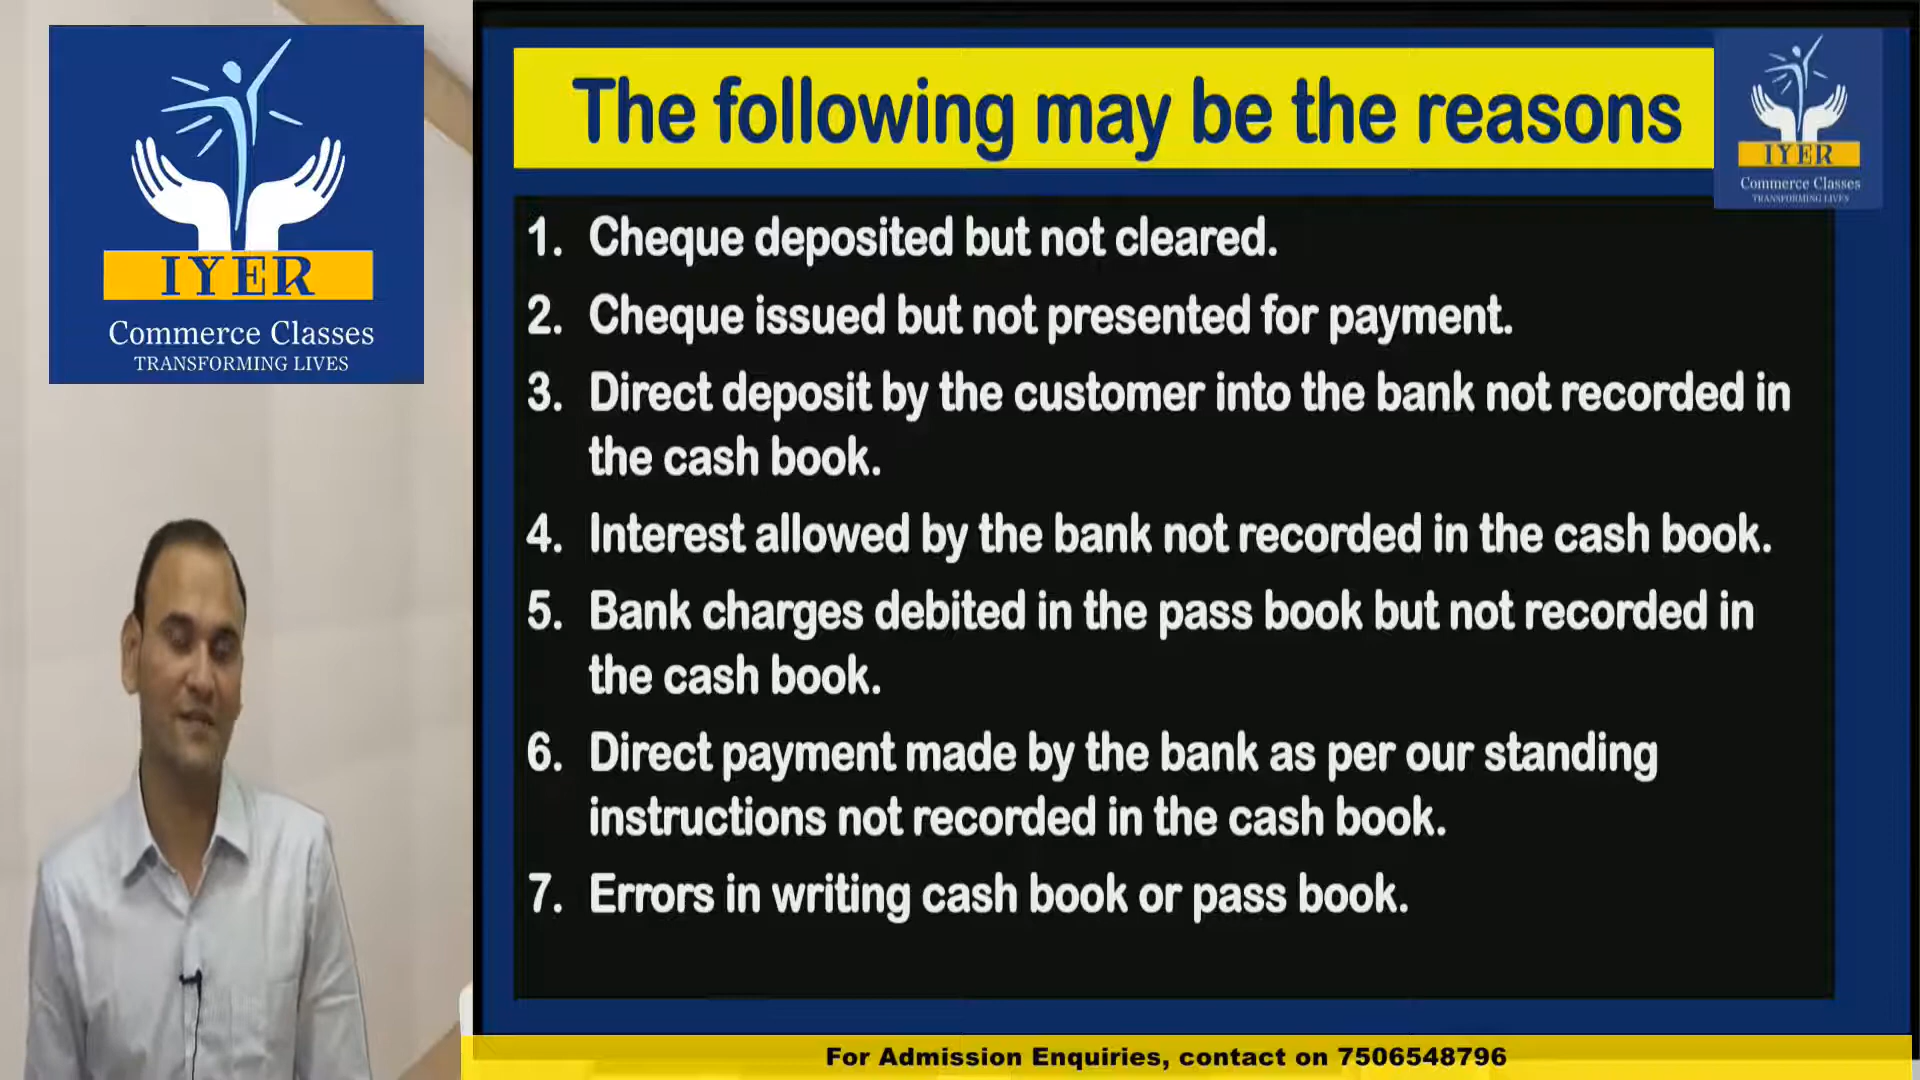 IYER
Commerce Classes
TRANSFORMING LIVES
The following may be the reasons
IYER
Commerce Classes
TRANSFORMING LIVES
1. Cheque deposited but not cleared.
2. Cheque issued but not presented for payment.
3. Direct deposit by the customer into the bank not recorded in
the cash book.
4. Interest allowed by the bank not recorded in the cash book.
5. Bank charges debited in the pass book but not recorded in
the cash book.
6. Direct payment made by the bank as per our standing
instructions not recorded in the cash book.
7. Errors in writing cash book or pass book.
For Admission Enquiries, contact on 7506548796